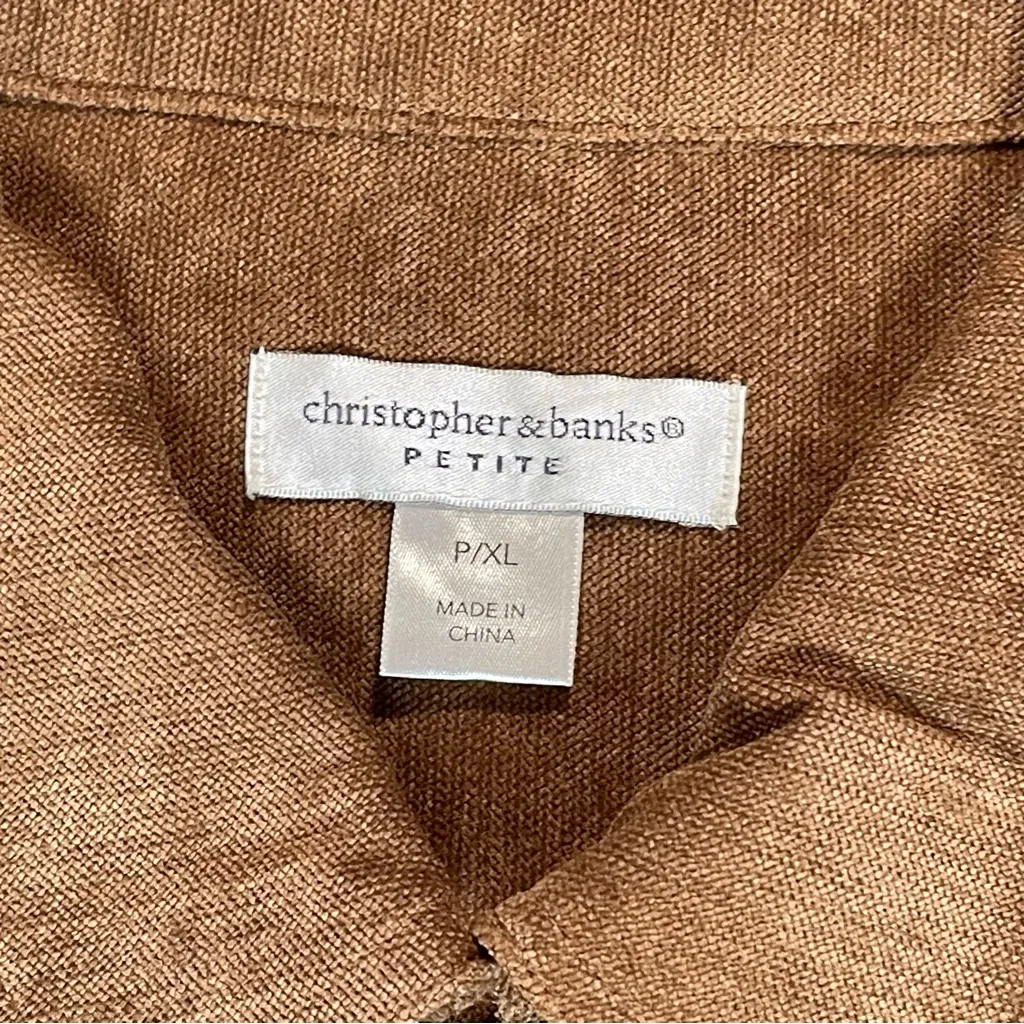 christopher&banks®
PETITE
P/XL
MADE IN
CHINA